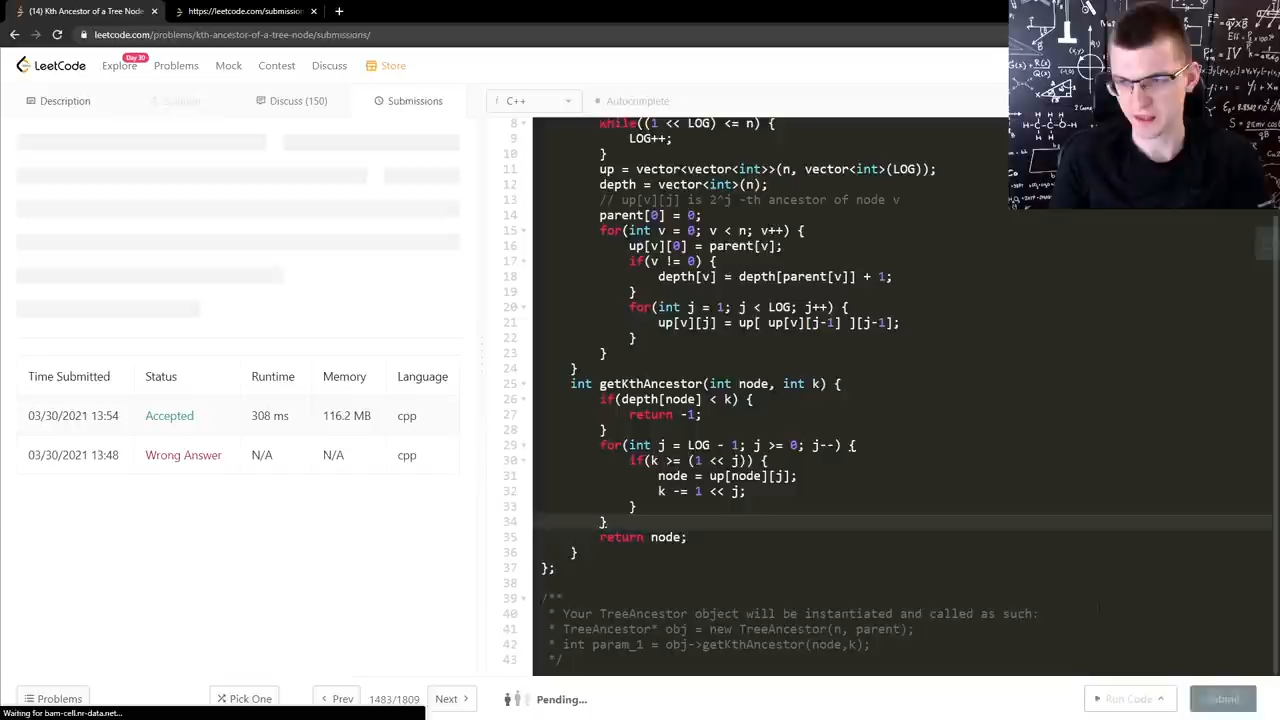 (14) Kth Ancestor of a Tree Node
https://leetcode.com/submission
leetcode.com/problems/kth-ancestor-of-a-tree-node/submissions/
LeetCode
Explore
Day 30
Problems
Mock
Contest
Discuss
Store
Description
Solution
Discuss (150)
Submissions
i C++
Autocomplete
Time Submitted Status Runtime Memory Language
03/30/2021 13:54 Accepted 308 ms 116.2 MB cpp
03/30/2021 13:48 Wrong Answer N/A N/A cpp
8 while((1 << LOG) <= n) {
9 LOG++;
10 }
11 up = vector<vector<int>>(n, vector<int>(LOG));
12 depth = vector<int>(n);
13 // up[v][j] is 2^j -th ancestor of node v
14 parent[0] = 0;
15 for(int v = 0; v < n; v++) {
16 up[v][0] = parent[v];
17 if(v != 0) {
18 depth[v] = depth[parent[v]] + 1;
19 }
20 for(int j = 1; j < LOG; j++) {
21 up[v][j] = up[ up[v][j-1] ][j-1];
22 }
23 }
24 }
25 int getKthAncestor(int node, int k) {
26 if(depth[node] < k) {
27 return -1;
28 }
29 for(int j = LOG - 1; j >= 0; j--) {
30 if(k >= (1 << j)) {
31 node = up[node][j];
32 k -= 1 << j;
33 }
34 }
35 return node;
36 }
37 };
38
39 /**
40 * Your TreeAncestor object will be instantiated and called as such:
41 * TreeAncestor* obj = new TreeAncestor(n, parent);
42 * int param_1 = obj->getKthAncestor(node,k);
43 */
Problems
Pick One
Prev
1483/1809
Next
Pending...
Run Code
Submit
Waiting for bam-cell.nr-data.net...